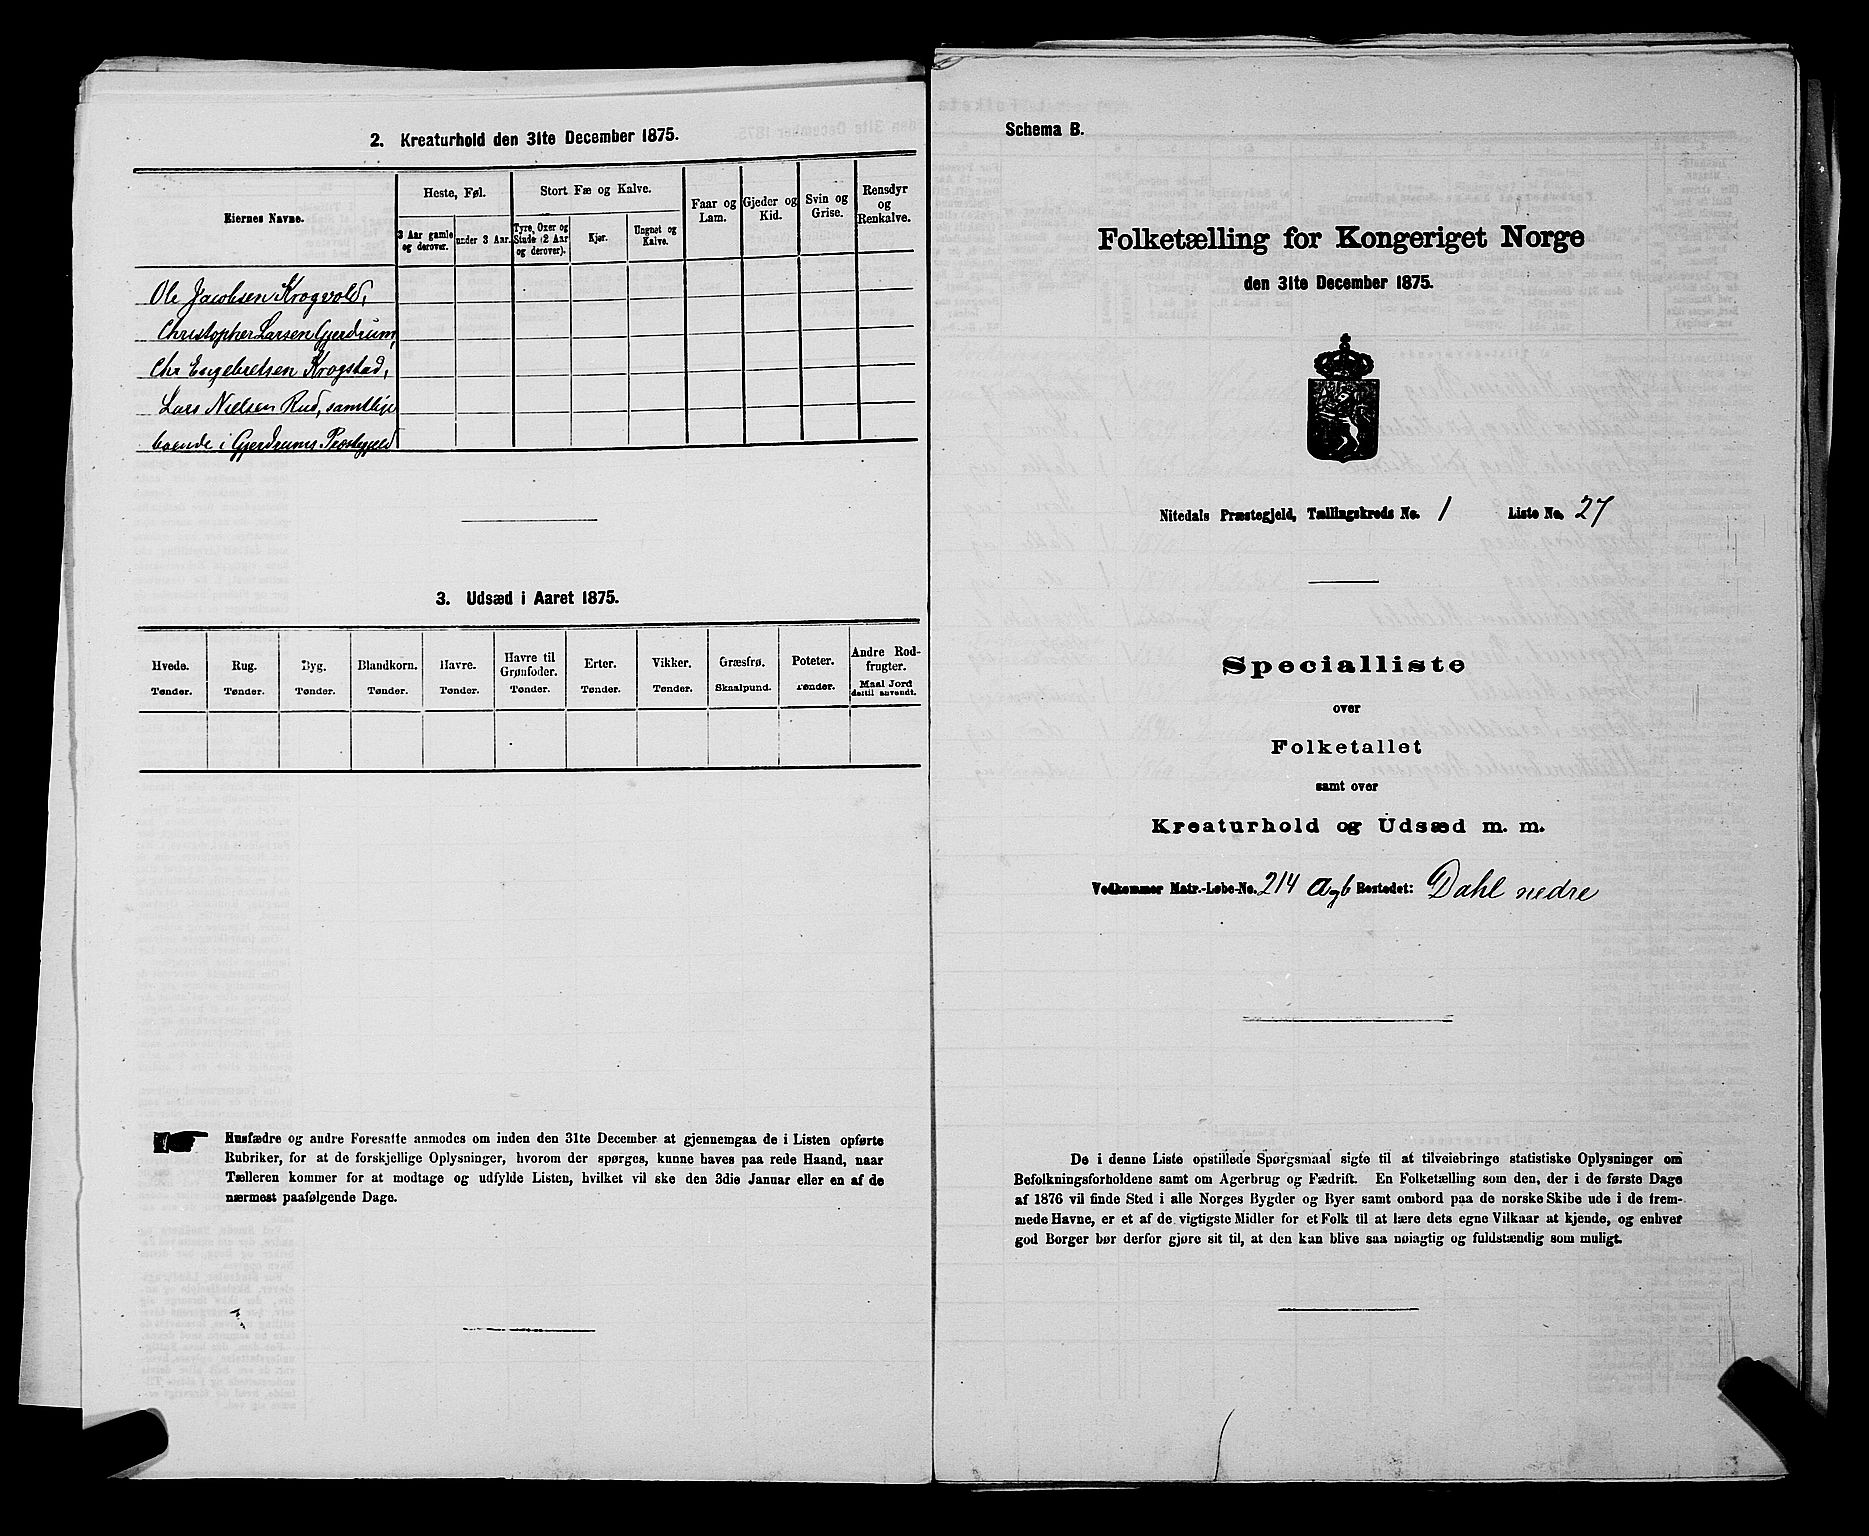 2. Kreaturhold den 31te December 1875.
Eiernes Navne.
Heste, Føl.
Stort Fæ og Kalve.
Faar og Lam.
Gjeder og Kid.
Svin og Grise.
Rensdyr og Renkalve.
3 Aar gamle og derover.
under 3 Aar.
Tyre, Oxer og Stude (2 Aar og derover).
Kjør.
Ungnøt og Kalve.
Ole Jacobsen Krogvold,
Christopher Larsen Gjerdrum,
Chr Engebretsen Krogstad,
Lars Nielsen Rud, samtlige
boende i Gjerdrums Præstegjeld
3. Udsæd i Aaret 1875.
Hvede. Rug. Byg. Blandkorn. Havre. Havre til Grønfoder. Erter. Vikker. Græsfrø. Poteter. Andre Rodfrugter.
Tønder. Tønder. Tønder. Tønder. Tønder. Tønder. Tønder. Tønder. Skaalpund. Tønder. Maal Jord dertil anvendt.
Husfædre og andre Foresatte anmodes om inden den 31te December at gjennemgaa de i Listen opførte
Rubriker, for at de forskjellige Oplysninger, hvorom der spørges, kunne haves paa rede Haand, naar
Tælleren kommer for at modtage og udfylde Listen, hvilket vil ske den 3die Januar eller en af de
nærmest paafølgende Dage.
Schema B.
Folketælling for Kongeriget Norge
den 31te December 1875.
Nitedals Præstegjeld, Tællingskreds No. 1 Liste No. 27
Specialliste
over
Folketallet
samt over
Kreaturhold og Udsæd m. m.
Vedkommer Matr.-Løbe-No. 214 a og b Bostedet: Dahl nedre
De i denne Liste opstillede Spørgsmaal sigte til at tilveiebringe statistiske Oplysninger om
Befolkningsforholdene samt om Agerbrug og Fædrift. En Folketælling som den, der i de første Dage
af 1876 vil finde Sted i alle Norges Bygder og Byer samt ombord paa de norske Skibe ude i de frem-
mede Havne, er et af de vigtigste Midler for et Folk til at lære dets egne Vilkaar at kjende, og enhver
god Borger bør derfor gjøre sit til, at den kan blive saa nøiagtig og fuldstændig som muligt.